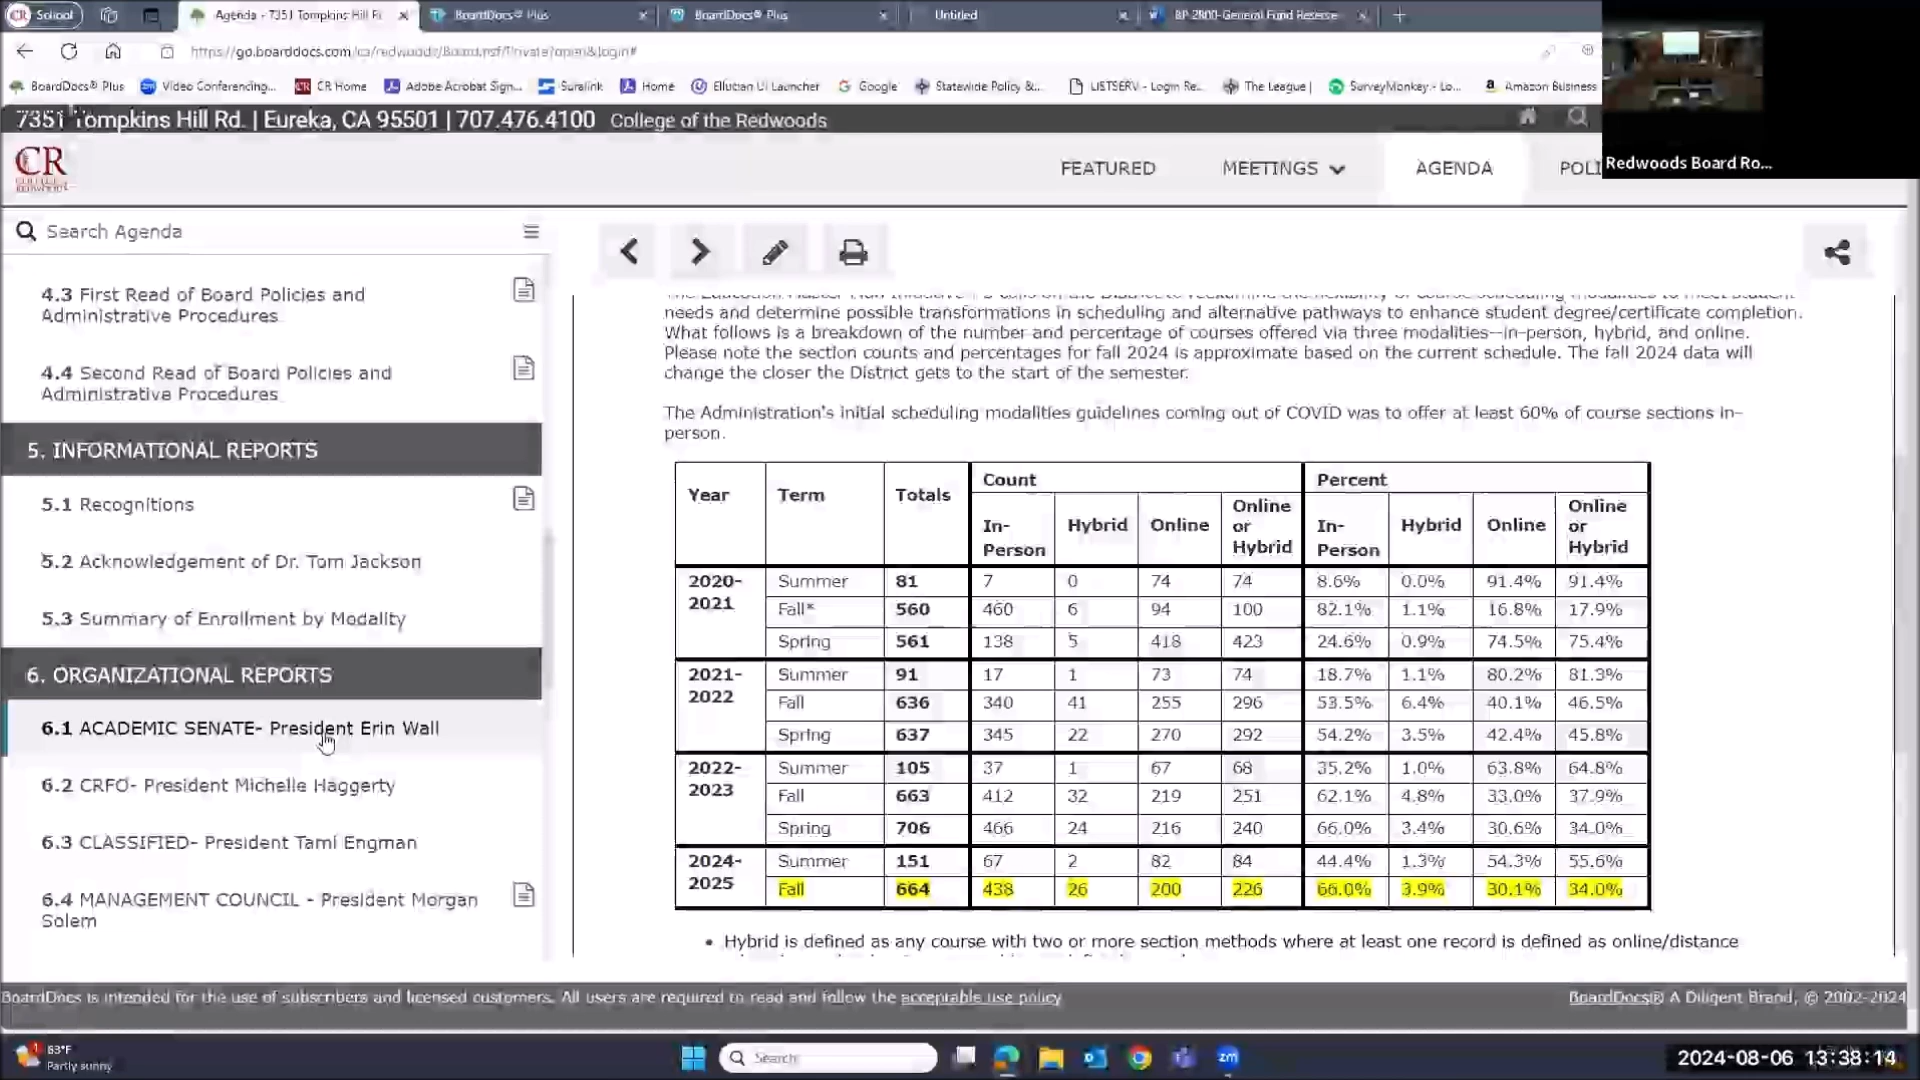 School
Agenda - 7351 Tompkins Hill R
BoardDocs® Plus
BoardDocs® Plus
Untitled
BP 2800-General Fund Reserve
https://go.boarddocs.com/ca/redwoods/Board.nsf/Private?open&login#
BoardDocs® Plus
Video Conferencing...
CR Home
Adobe Acrobat Sign...
Suralink
Home
Ellucian UI Launcher
Google
Statewide Policy &...
LISTSERV - Login Re...
The League |
SurveyMonkey - Lo...
Amazon Business
7351 Tompkins Hill Rd. | Eureka, CA 95501 | 707.476.4100 College of the Redwoods
Redwoods Board Ro...
CR
FEATURED
MEETINGS
AGENDA
POLI
Search Agenda
4.3 First Read of Board Policies and
Administrative Procedures
4.4 Second Read of Board Policies and
Administrative Procedures
5. INFORMATIONAL REPORTS
5.1 Recognitions
5.2 Acknowledgement of Dr. Tom Jackson
5.3 Summary of Enrollment by Modality
6. ORGANIZATIONAL REPORTS
6.1 ACADEMIC SENATE- President Erin Wall
6.2 CRFO- President Michelle Haggerty
6.3 CLASSIFIED- President Tami Engman
6.4 MANAGEMENT COUNCIL - President Morgan
Solem
needs and determine possible transformations in scheduling and alternative pathways to enhance student degree/certificate completion.
What follows is a breakdown of the number and percentage of courses offered via three modalities—in-person, hybrid, and online.
Please note the section counts and percentages for fall 2024 is approximate based on the current schedule. The fall 2024 data will
change the closer the District gets to the start of the semester.
The Administration's initial scheduling modalities guidelines coming out of COVID was to offer at least 60% of course sections in-
person.
Year Term Totals Count Percent
In-Person Hybrid Online Online or Hybrid In-Person Hybrid Online Online or Hybrid
2020-2021 Summer 81 7 0 74 74 8.6% 0.0% 91.4% 91.4%
Fall* 560 460 6 94 100 82.1% 1.1% 16.8% 17.9%
Spring 561 138 5 418 423 24.6% 0.9% 74.5% 75.4%
2021-2022 Summer 91 17 1 73 74 18.7% 1.1% 80.2% 81.3%
Fall 636 340 41 255 296 53.5% 6.4% 40.1% 46.5%
Spring 637 345 22 270 292 54.2% 3.5% 42.4% 45.8%
2022-2023 Summer 105 37 1 67 68 35.2% 1.0% 63.8% 64.8%
Fall 663 412 32 219 251 62.1% 4.8% 33.0% 37.9%
Spring 706 466 24 216 240 66.0% 3.4% 30.6% 34.0%
2024-2025 Summer 151 67 2 82 84 44.4% 1.3% 54.3% 55.6%
Fall 664 438 26 200 226 66.0% 3.9% 30.1% 34.0%
• Hybrid is defined as any course with two or more section methods where at least one record is defined as online/distance
BoardDocs is intended for the use of subscribers and licensed customers. All users are required to read and follow the acceptable use policy
BoardDocs® A Diligent Brand, © 2002-2024
83°F
Partly sunny
Search
zm
2024-08-06 13:38:14